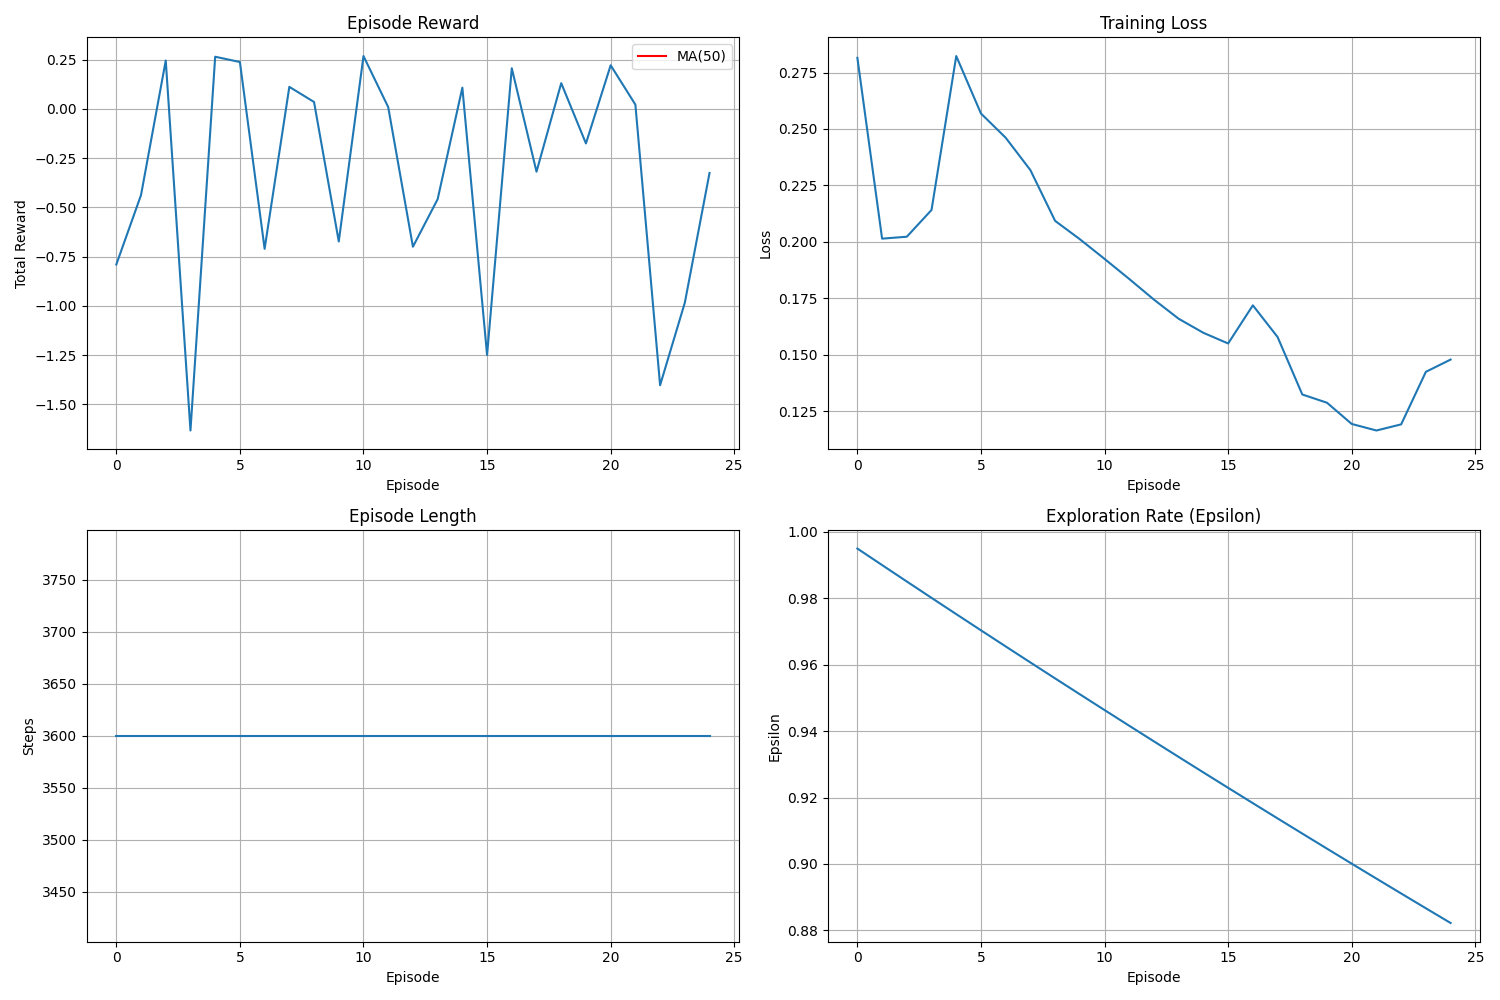 Episode Reward
MA(50)
0.25
0.00
−0.25
−0.50
−0.75
−1.00
−1.25
−1.50
Total Reward
0 5 10 15 20 25
Episode
Training Loss
0.275
0.250
0.225
0.200
0.175
0.150
0.125
Loss
0 5 10 15 20 25
Episode
Episode Length
3750
3700
3650
3600
3550
3500
3450
Steps
0 5 10 15 20 25
Episode
Exploration Rate (Epsilon)
1.00
0.98
0.96
0.94
0.92
0.90
0.88
Epsilon
0 5 10 15 20 25
Episode